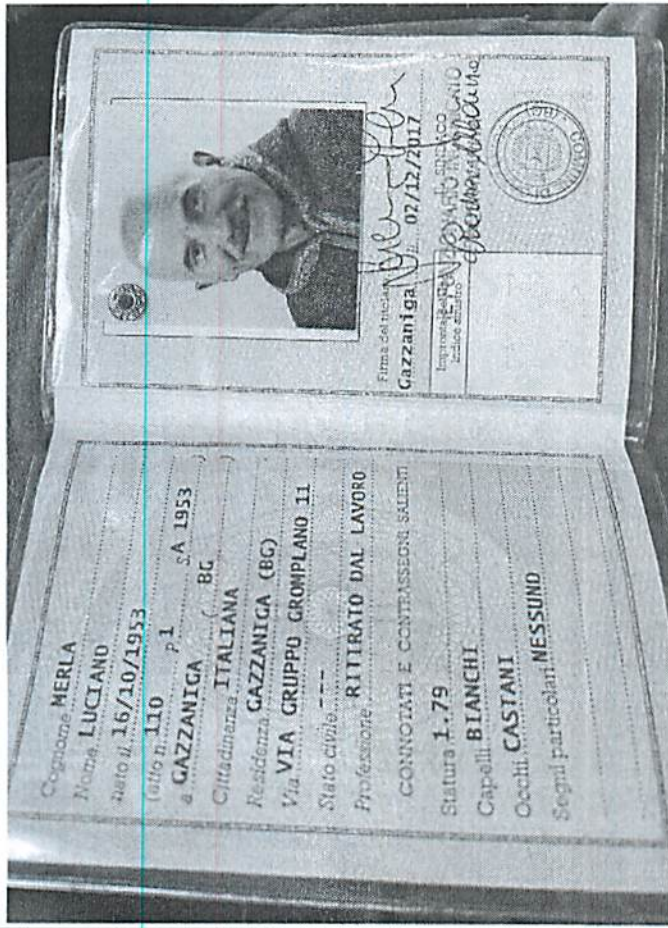 Cognome MERLA
Nome LUCIANO
nato il 16/10/1953
(atto n. 110 P 1 S A 1953
a GAZZANIGA ( BG )
Cittadinanza ITALIANA
Residenza GAZZANIGA (BG)
Via VIA GRUPPO GROMPLANO 11
Stato civile ---
Professione RITIRATO DAL LAVORO
CONNOTATI E CONTRASSEGNI SALIENTI
Statura 1.79
Capelli BIANCHI
Occhi CASTANI
Segni particolari NESSUNO
Firma del titolare
Gazzaniga li 02/12/2017
Impronta del dito
indice sinistro
IL SINDACO